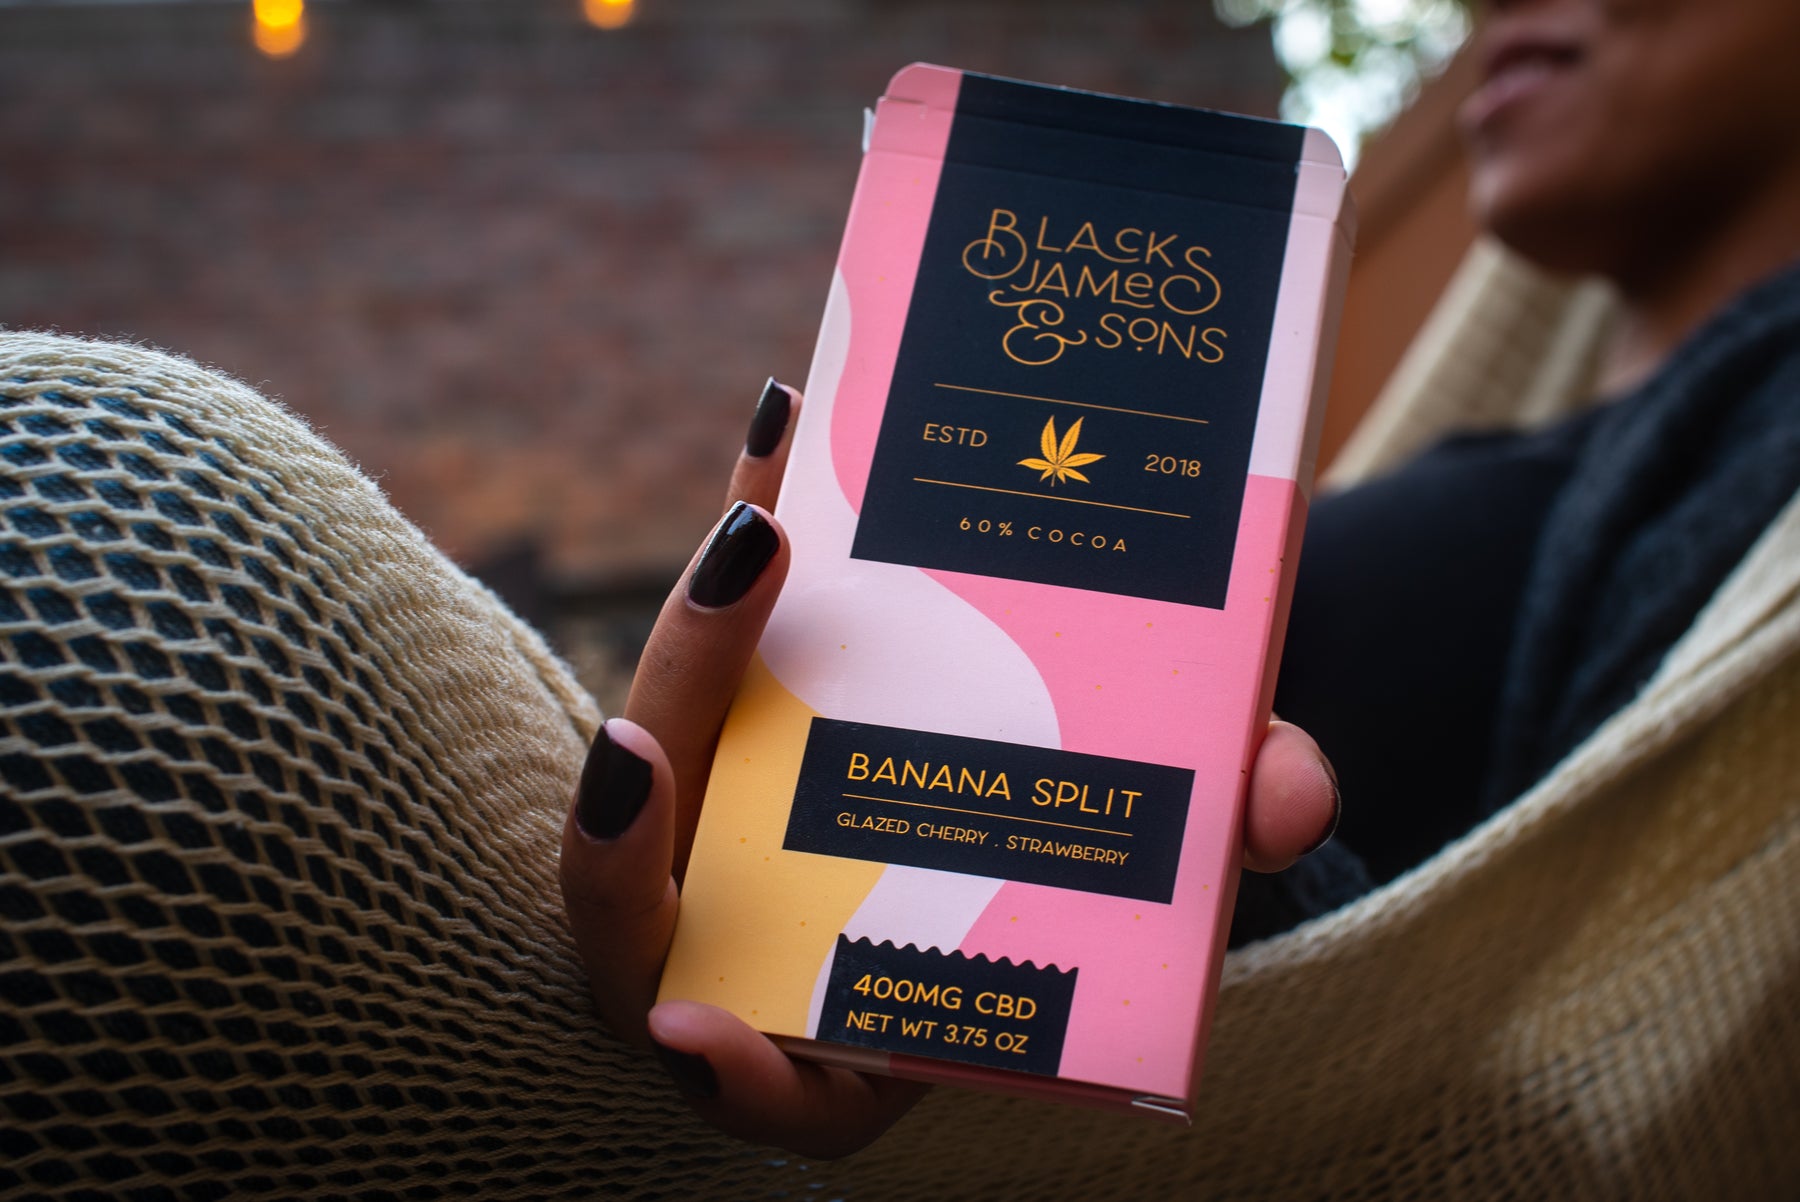 BLACKS
JAMES
& SONS
ESTD 2018
60% COCOA
BANANA SPLIT
GLAZED CHERRY . STRAWBERRY
400MG CBD
NET WT 3.75 OZ